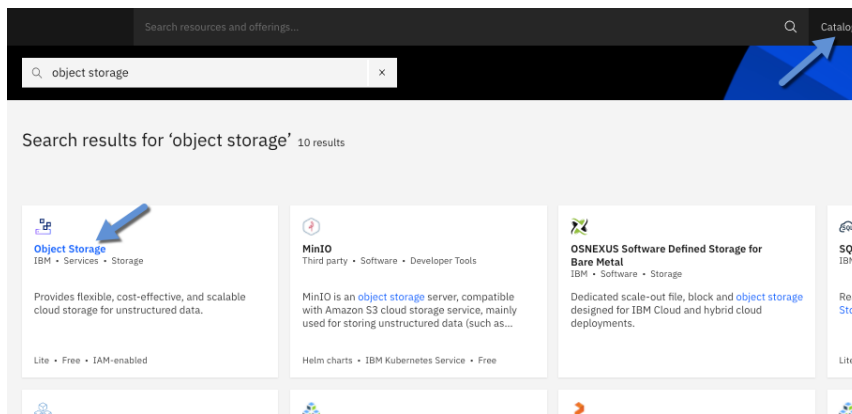 Search resources and offerings...
Catalo
object storage
Search results for ‘object storage’ 10 results
Object Storage
IBM • Services • Storage
Provides flexible, cost-effective, and scalable
cloud storage for unstructured data.
Lite • Free • IAM-enabled
MinIO
Third party • Software • Developer Tools
MinIO is an object storage server, compatible
with Amazon S3 cloud storage service, mainly
used for storing unstructured data (such as...
Helm charts • IBM Kubernetes Service • Free
OSNEXUS Software Defined Storage for
Bare Metal
IBM • Software • Storage
Dedicated scale-out file, block and object storage
designed for IBM Cloud and hybrid cloud
deployments.
SQ
IBM
Re
Sto
Lite